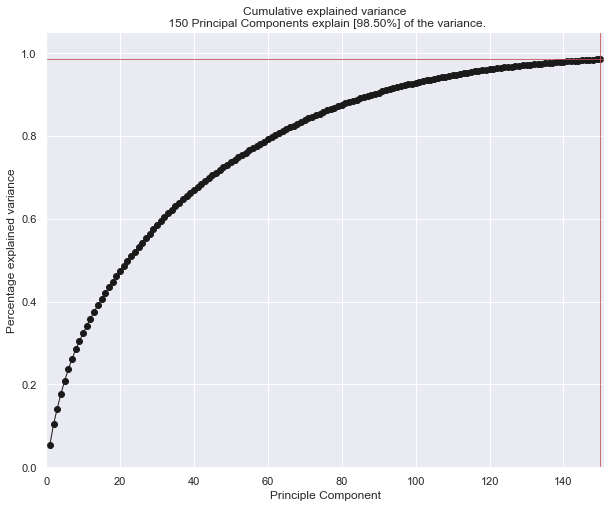 Cumulative explained variance
150 Principal Components explain [98.50%] of the variance.
Percentage explained variance
1.0
0.8
0.6
0.4
0.2
0.0
0 20 40 60 80 100 120 140
Principle Component